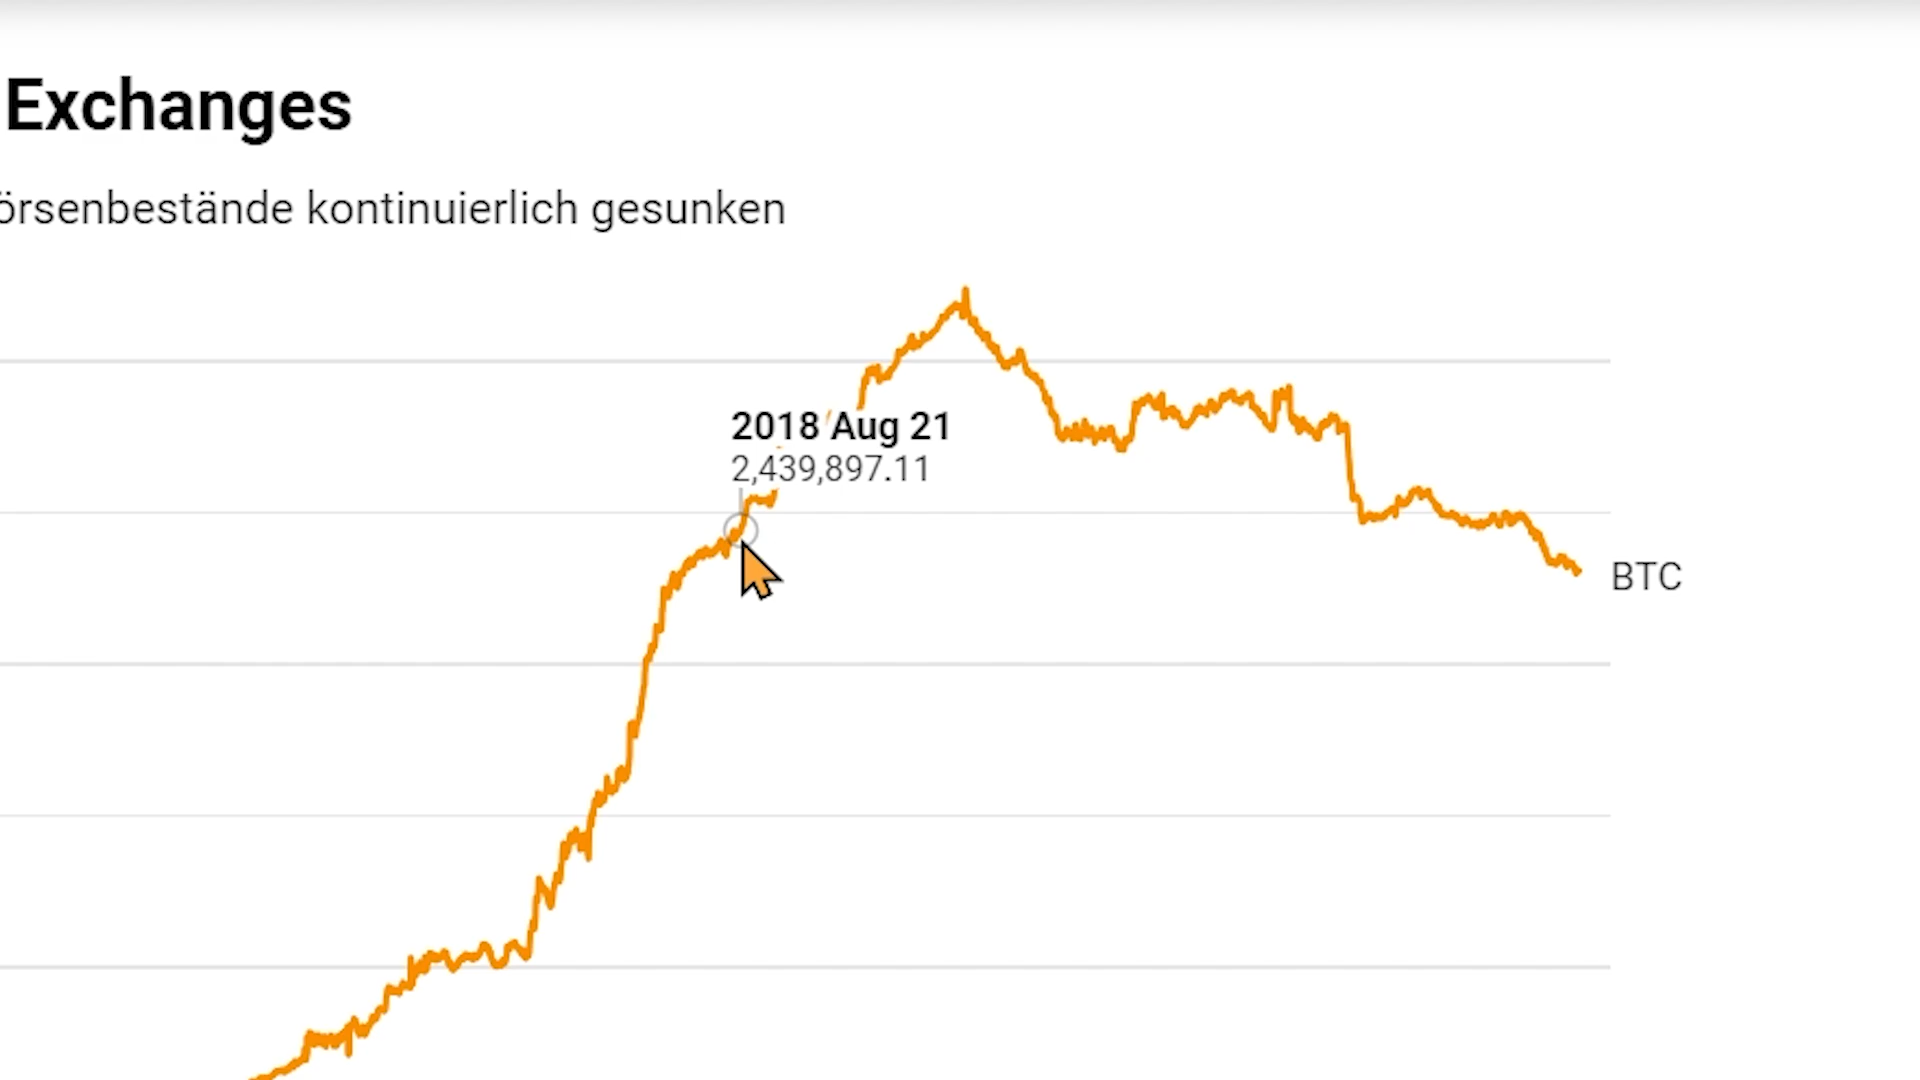 Exchanges
örsenbestände kontinuierlich gesunken
2018 Aug 21
2,439,897.11
BTC